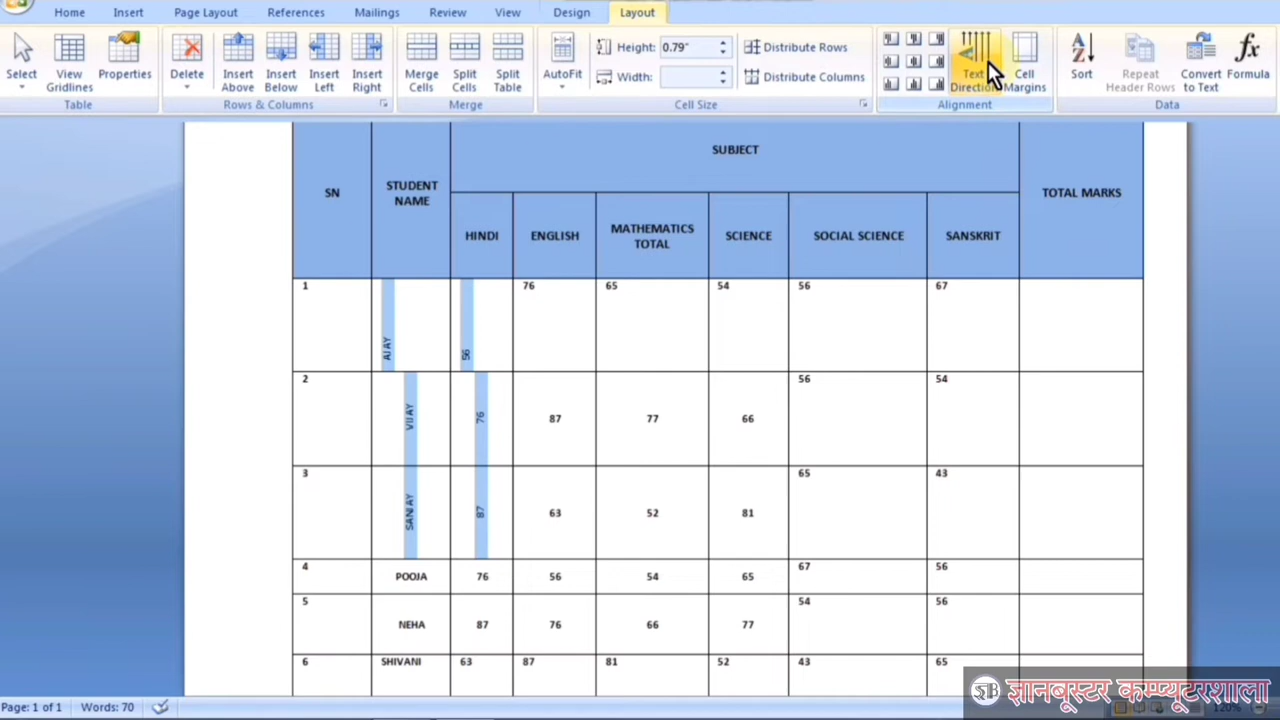 Home Insert Page Layout References Mailings Review View Design Layout
Select View Gridlines Properties Delete Insert Above Insert Below Insert Left Insert Right Merge Cells Split Cells Split Table AutoFit Height: 0.79" Distribute Rows Text Direction Cell Margins Sort Repeat Header Rows Convert to Text Formula
Width: Distribute Columns
Table Rows & Columns Merge Cell Size Alignment Data
SN STUDENT NAME SUBJECT TOTAL MARKS
HINDI ENGLISH MATHEMATICS TOTAL SCIENCE SOCIAL SCIENCE SANSKRIT
1 AJAY 56 76 65 54 56 67
2 VIJAY 76 87 77 66 56 54
3 SANJAY 87 63 52 81 65 43
4 POOJA 76 56 54 65 67 56
5 NEHA 87 76 66 77 54 56
6 SHIVANI 63 87 81 52 43 65
ज्ञानबूस्टर कम्प्यूटरशाला
Page: 1 of 1 Words: 70 120%